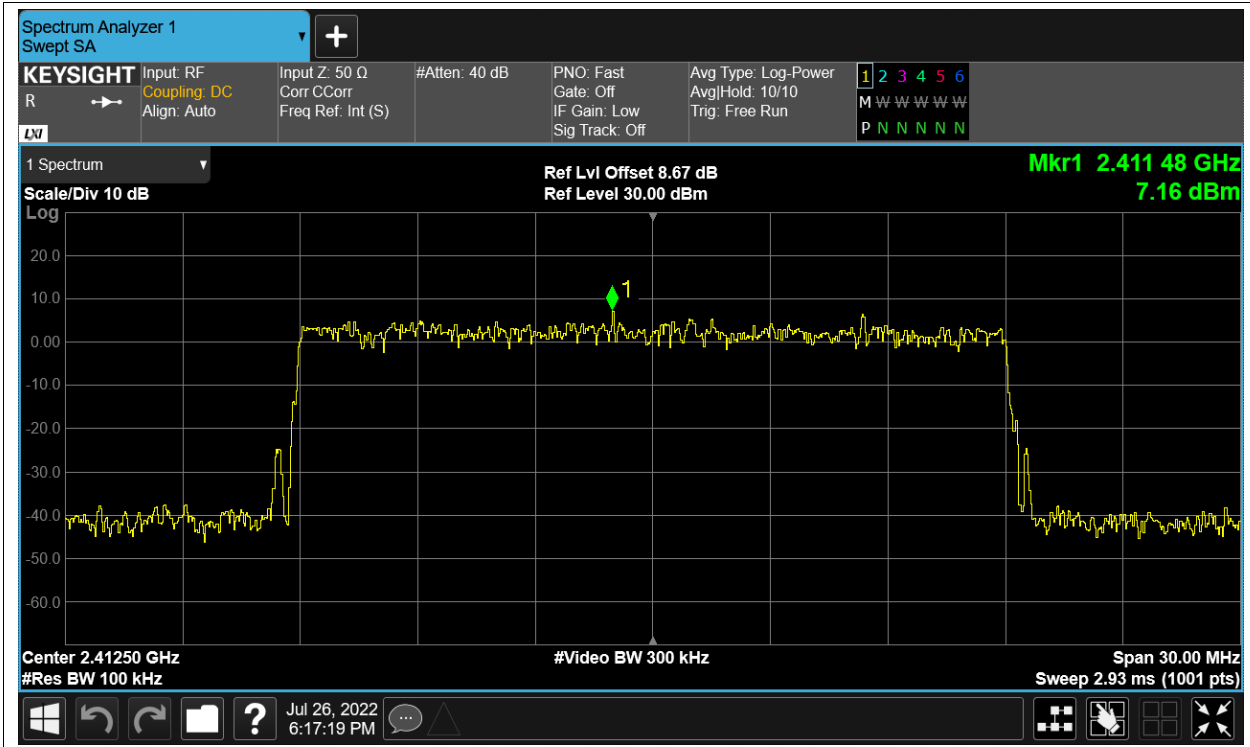 Spectrum Analyzer 1
Swept SA
+
KEYSIGHT
R
LXI
Input: RF
Coupling: DC
Align: Auto
Input Z: 50 Ω
Corr CCorr
Freq Ref: Int (S)
#Atten: 40 dB
PNO: Fast
Gate: Off
IF Gain: Low
Sig Track: Off
Avg Type: Log-Power
Avg|Hold: 10/10
Trig: Free Run
1 2 3 4 5 6
M W W W W W
P N N N N N
1 Spectrum
Scale/Div 10 dB
Log
Ref Lvl Offset 8.67 dB
Ref Level 30.00 dBm
Mkr1 2.411 48 GHz
7.16 dBm
20.0
10.0
1
0.00
-10.0
-20.0
-30.0
-40.0
-50.0
-60.0
Center 2.41250 GHz
#Res BW 100 kHz
#Video BW 300 kHz
Span 30.00 MHz
Sweep 2.93 ms (1001 pts)
?
Jul 26, 2022
6:17:19 PM